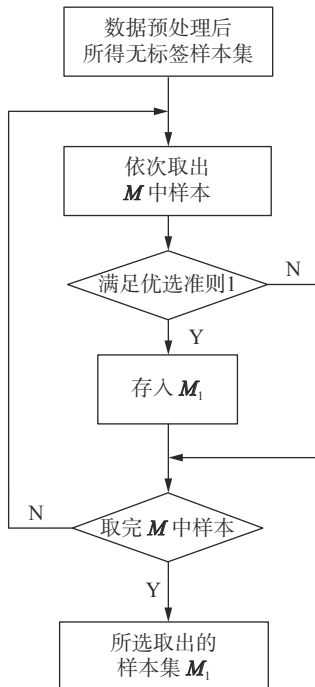 数据预处理后
所得无标签样本集
依次取出
M 中样本
满足优选准则1
N
Y
存入 M₁
N
取完 M 中样本
Y
所选取出的
样本集 M₁